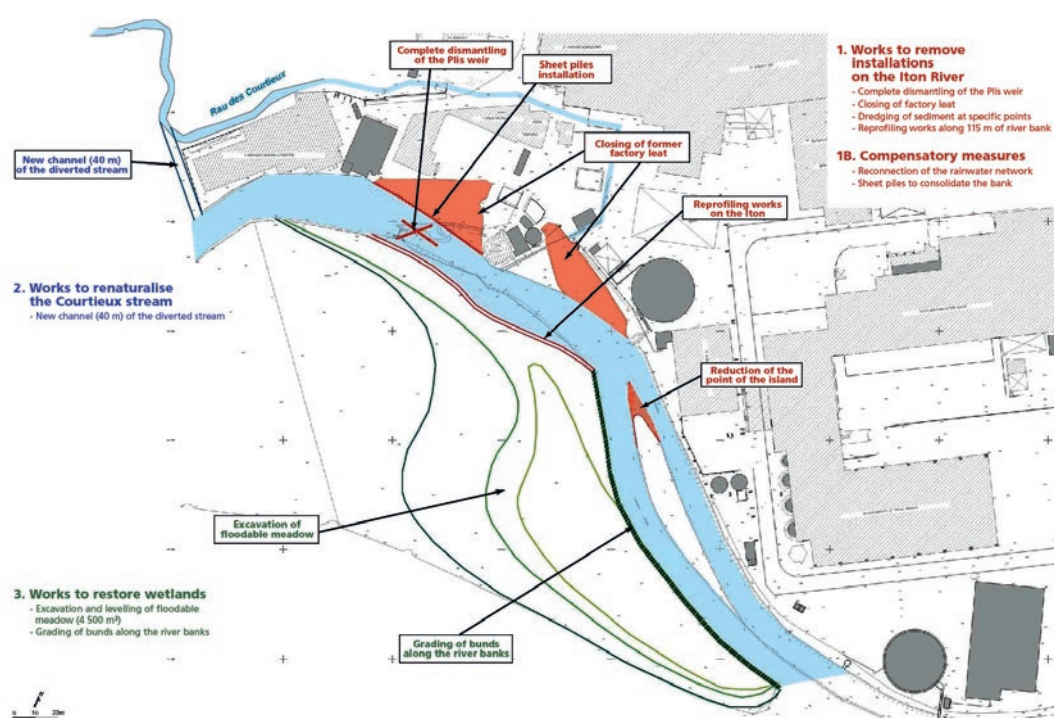 Complete dismantling
of the Plis weir
Sheet piles
installation
1. Works to remove
installations
on the Iton River
- Complete dismantling of the Plis weir
- Closing of factory leat
- Dredging of sediment at specific points
- Reprofiling works along 115 m of river bank
1B. Compensatory measures
- Reconnection of the rainwater network
- Sheet piles to consolidate the bank
Rau des Courtieux
New channel (40 m)
of the diverted stream
Closing of former
factory leat
Reprofiling works
on the Iton
2. Works to renaturalise
the Courtieux stream
- New channel (40 m) of the diverted stream
Reduction of the
point of the island
Excavation of
floodable meadow
3. Works to restore wetlands
- Excavation and levelling of floodable
meadow (4 500 m³)
- Grading of bunds along the river banks
Grading of bunds
along the river banks
0 10 20m